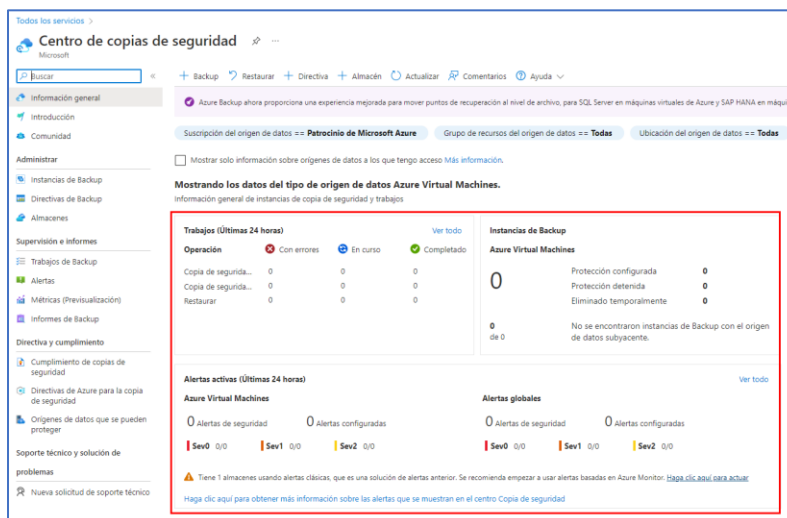 Todos los servicios >
Centro de copias de seguridad
Microsoft
Buscar
Backup Restaurar Directiva Almacén Actualizar Comentarios Ayuda
Información general
Introducción
Comunidad
Administrar
Instancias de Backup
Directivas de Backup
Almacenes
Supervisión e informes
Trabajos de Backup
Alertas
Métricas (Previsualización)
Informes de Backup
Directiva y cumplimiento
Cumplimiento de copias de
seguridad
Directivas de Azure para la copia
de seguridad
Orígenes de datos que se pueden
proteger
Soporte técnico y solución de
problemas
Nueva solicitud de soporte técnico
Azure Backup ahora proporciona una experiencia mejorada para mover puntos de recuperación al nivel de archivo, para SQL Server en máquinas virtuales de Azure y SAP HANA en máqui
Suscripción del origen de datos == Patrocinio de Microsoft Azure Grupo de recursos del origen de datos == Todas Ubicación del origen de datos == Todas
Mostrar solo información sobre orígenes de datos a los que tengo acceso Más información.
Mostrando los datos del tipo de origen de datos Azure Virtual Machines.
Información general de instancias de copia de seguridad y trabajos
Trabajos (Últimas 24 horas) Ver todo
Operación Con errores En curso Completado
Copia de segurida... 0 0 0
Copia de segurida... 0 0 0
Restaurar 0 0 0
Instancias de Backup
Azure Virtual Machines
0
Protección configurada 0
Protección detenida 0
Eliminado temporalmente 0
0
de 0
No se encontraron instancias de Backup con el origen
de datos subyacente.
Alertas activas (Últimas 24 horas) Ver todo
Azure Virtual Machines
0 Alertas de seguridad 0 Alertas configuradas
Sev0 0/0 Sev1 0/0 Sev2 0/0
Alertas globales
0 Alertas de seguridad 0 Alertas configuradas
Sev0 0/0 Sev1 0/0 Sev2 0/0
Tiene 1 almacenes usando alertas clásicas, que es una solución de alertas anterior. Se recomienda empezar a usar alertas basadas en Azure Monitor. Haga clic aquí para actuar
Haga clic aquí para obtener más información sobre las alertas que se muestran en el centro Copia de seguridad